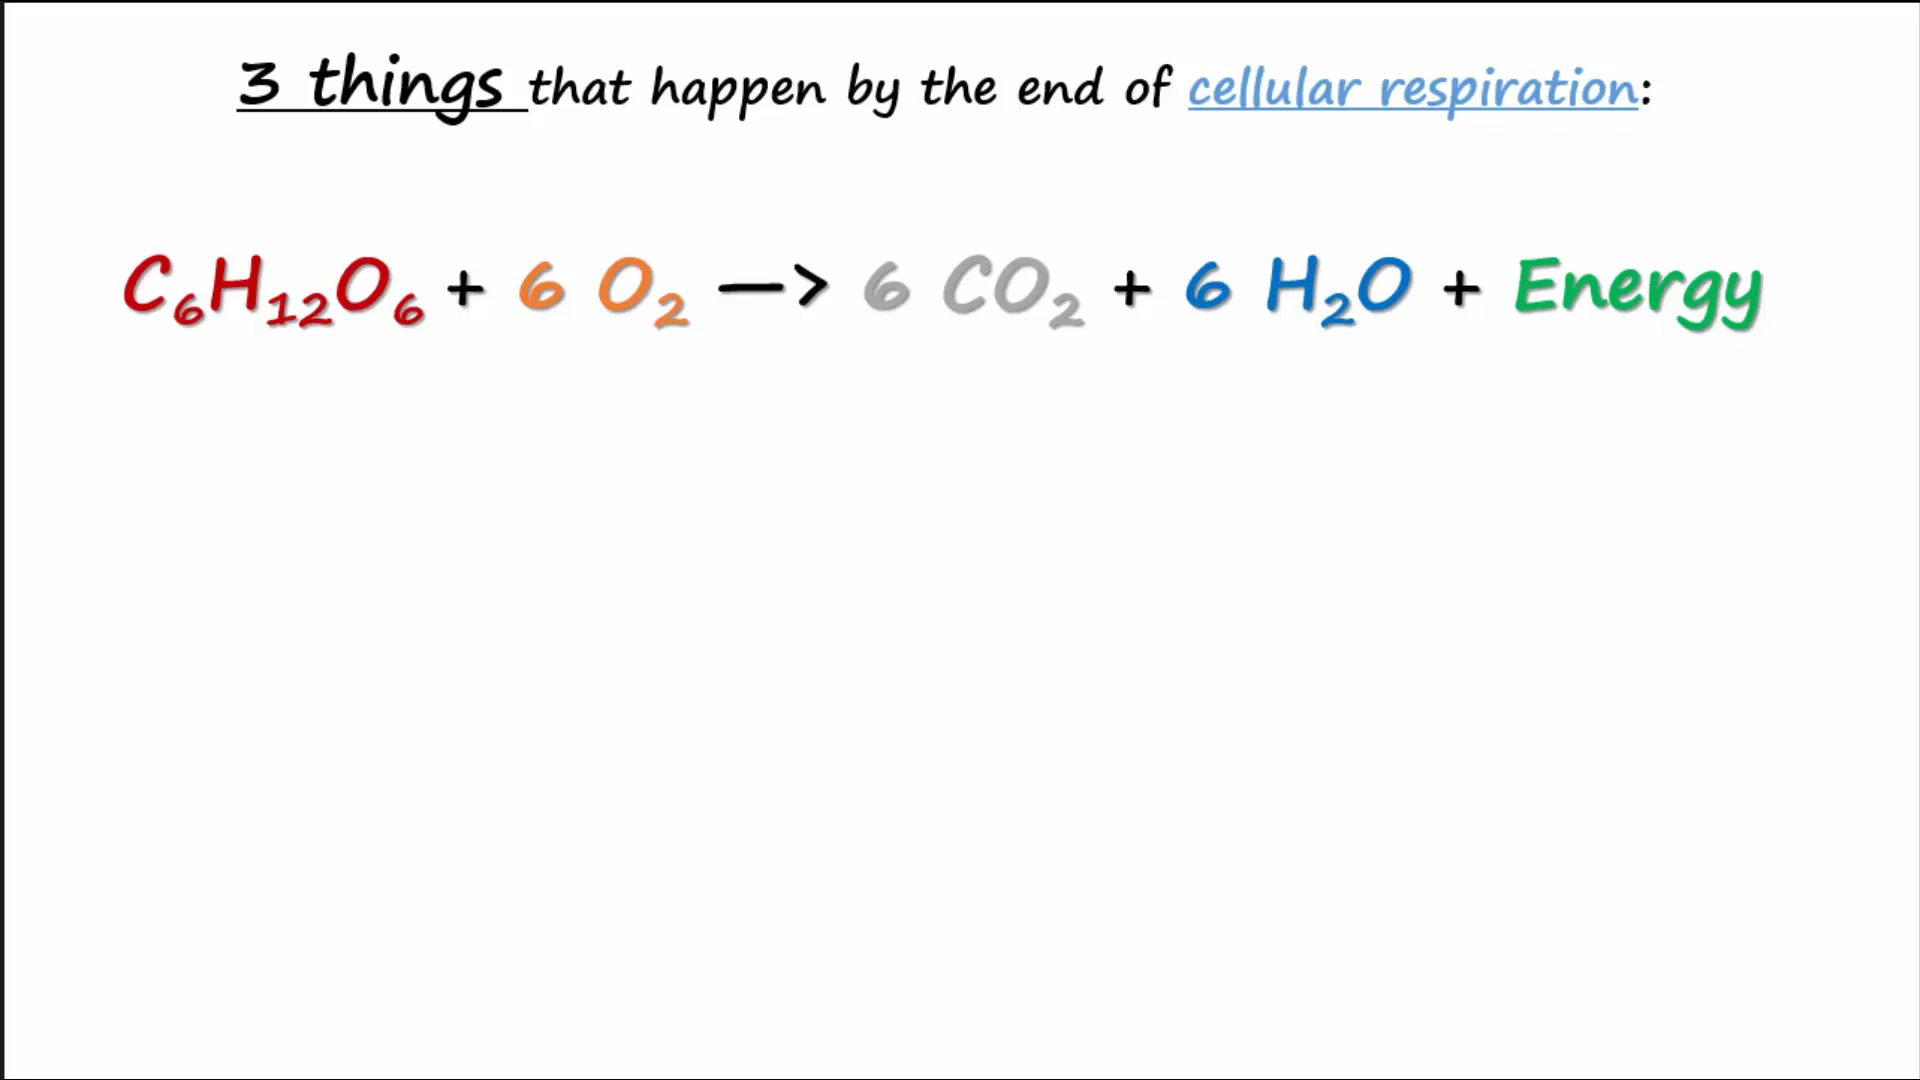 3 things that happen by the end of cellular respiration:
C₆H₁₂O₆ + 6 O₂ —> 6 CO₂ + 6 H₂O + Energy